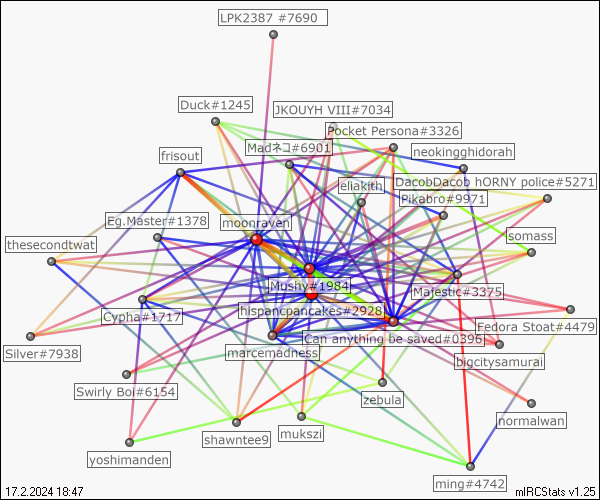 LPK2387 #7690
Duck#1245
JKOUYH VIII#7034
Pocket Persona#3326
Madネコ#6901
neokingghidorah
frisout
eliakith
DacobDacob hORNY police#5271
Pikabro#9971
Eg.Master#1378
moonraven
thesecondtwat
isomass
Mushy#1984
Majestic#3375
hispancpancakes#2928
Cypha#1717
Fedora Stoat#4479
Can anything be saved#0396
Silver#7938
marcemadness
bigcitysamurai
Swirly Boi#6154
zebula
normalwan
shawntee9
mukszi
yoshimanden
ming#4742
17.2.2024 18:47
mIRCStats v1.25